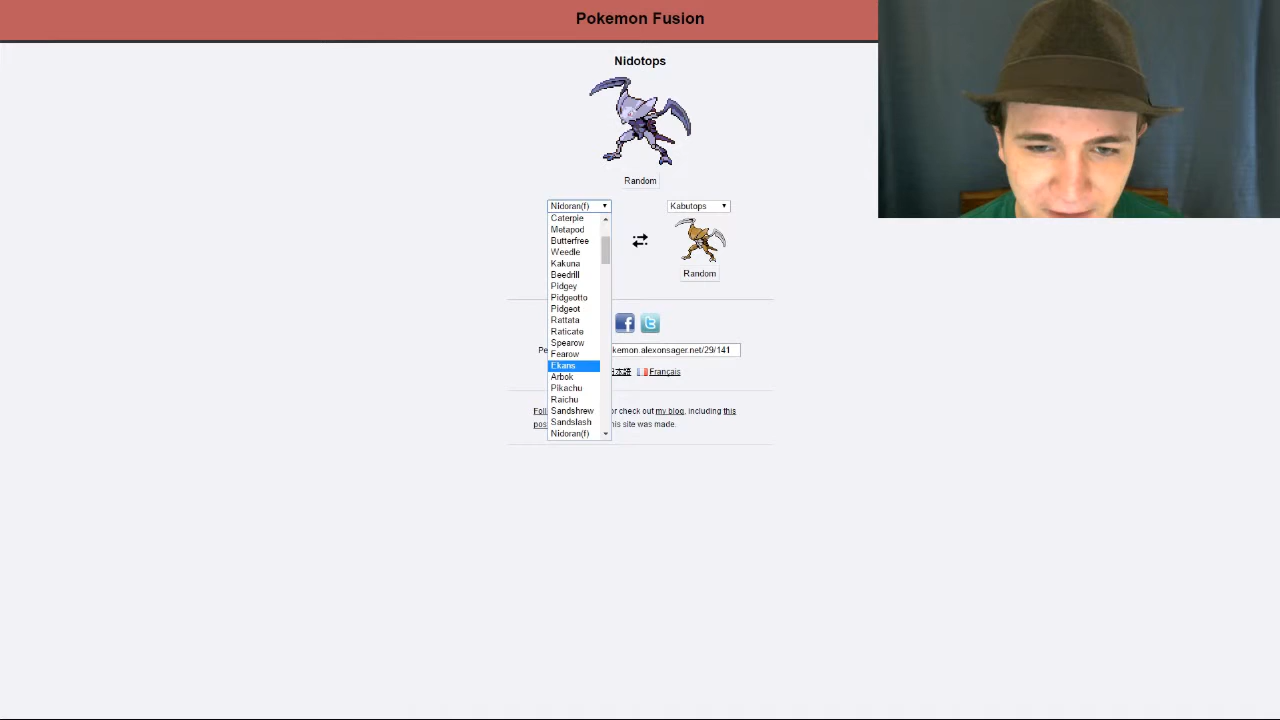 Pokemon Fusion
Nidotops
Random
Nidoran(f)
Kabutops
Caterpie
Metapod
Butterfree
Weedle
Kakuna
Beedrill
Pidgey
Pidgeotto
Pidgeot
Rattata
Raticate
Spearow
Fearow
Ekans
Arbok
Pikachu
Raichu
Sandshrew
Sandslash
Nidoran(f)
Random
kemon.alexonsager.net/29/141
本語 Français
or check out my blog, including this
his site was made.